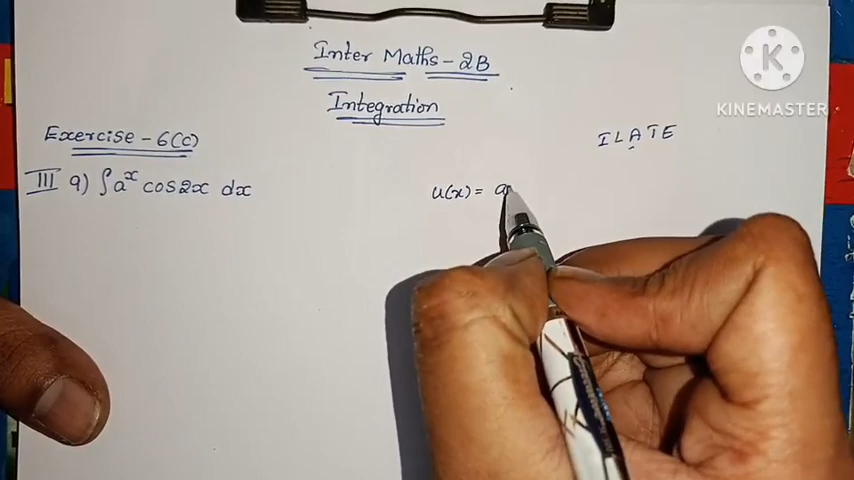 Inter Maths - 2B
Integration
Exercise - 6(c)
ILATE
III 9) ∫a^x cos2x dx
u(x) = a
K
KINEMASTER